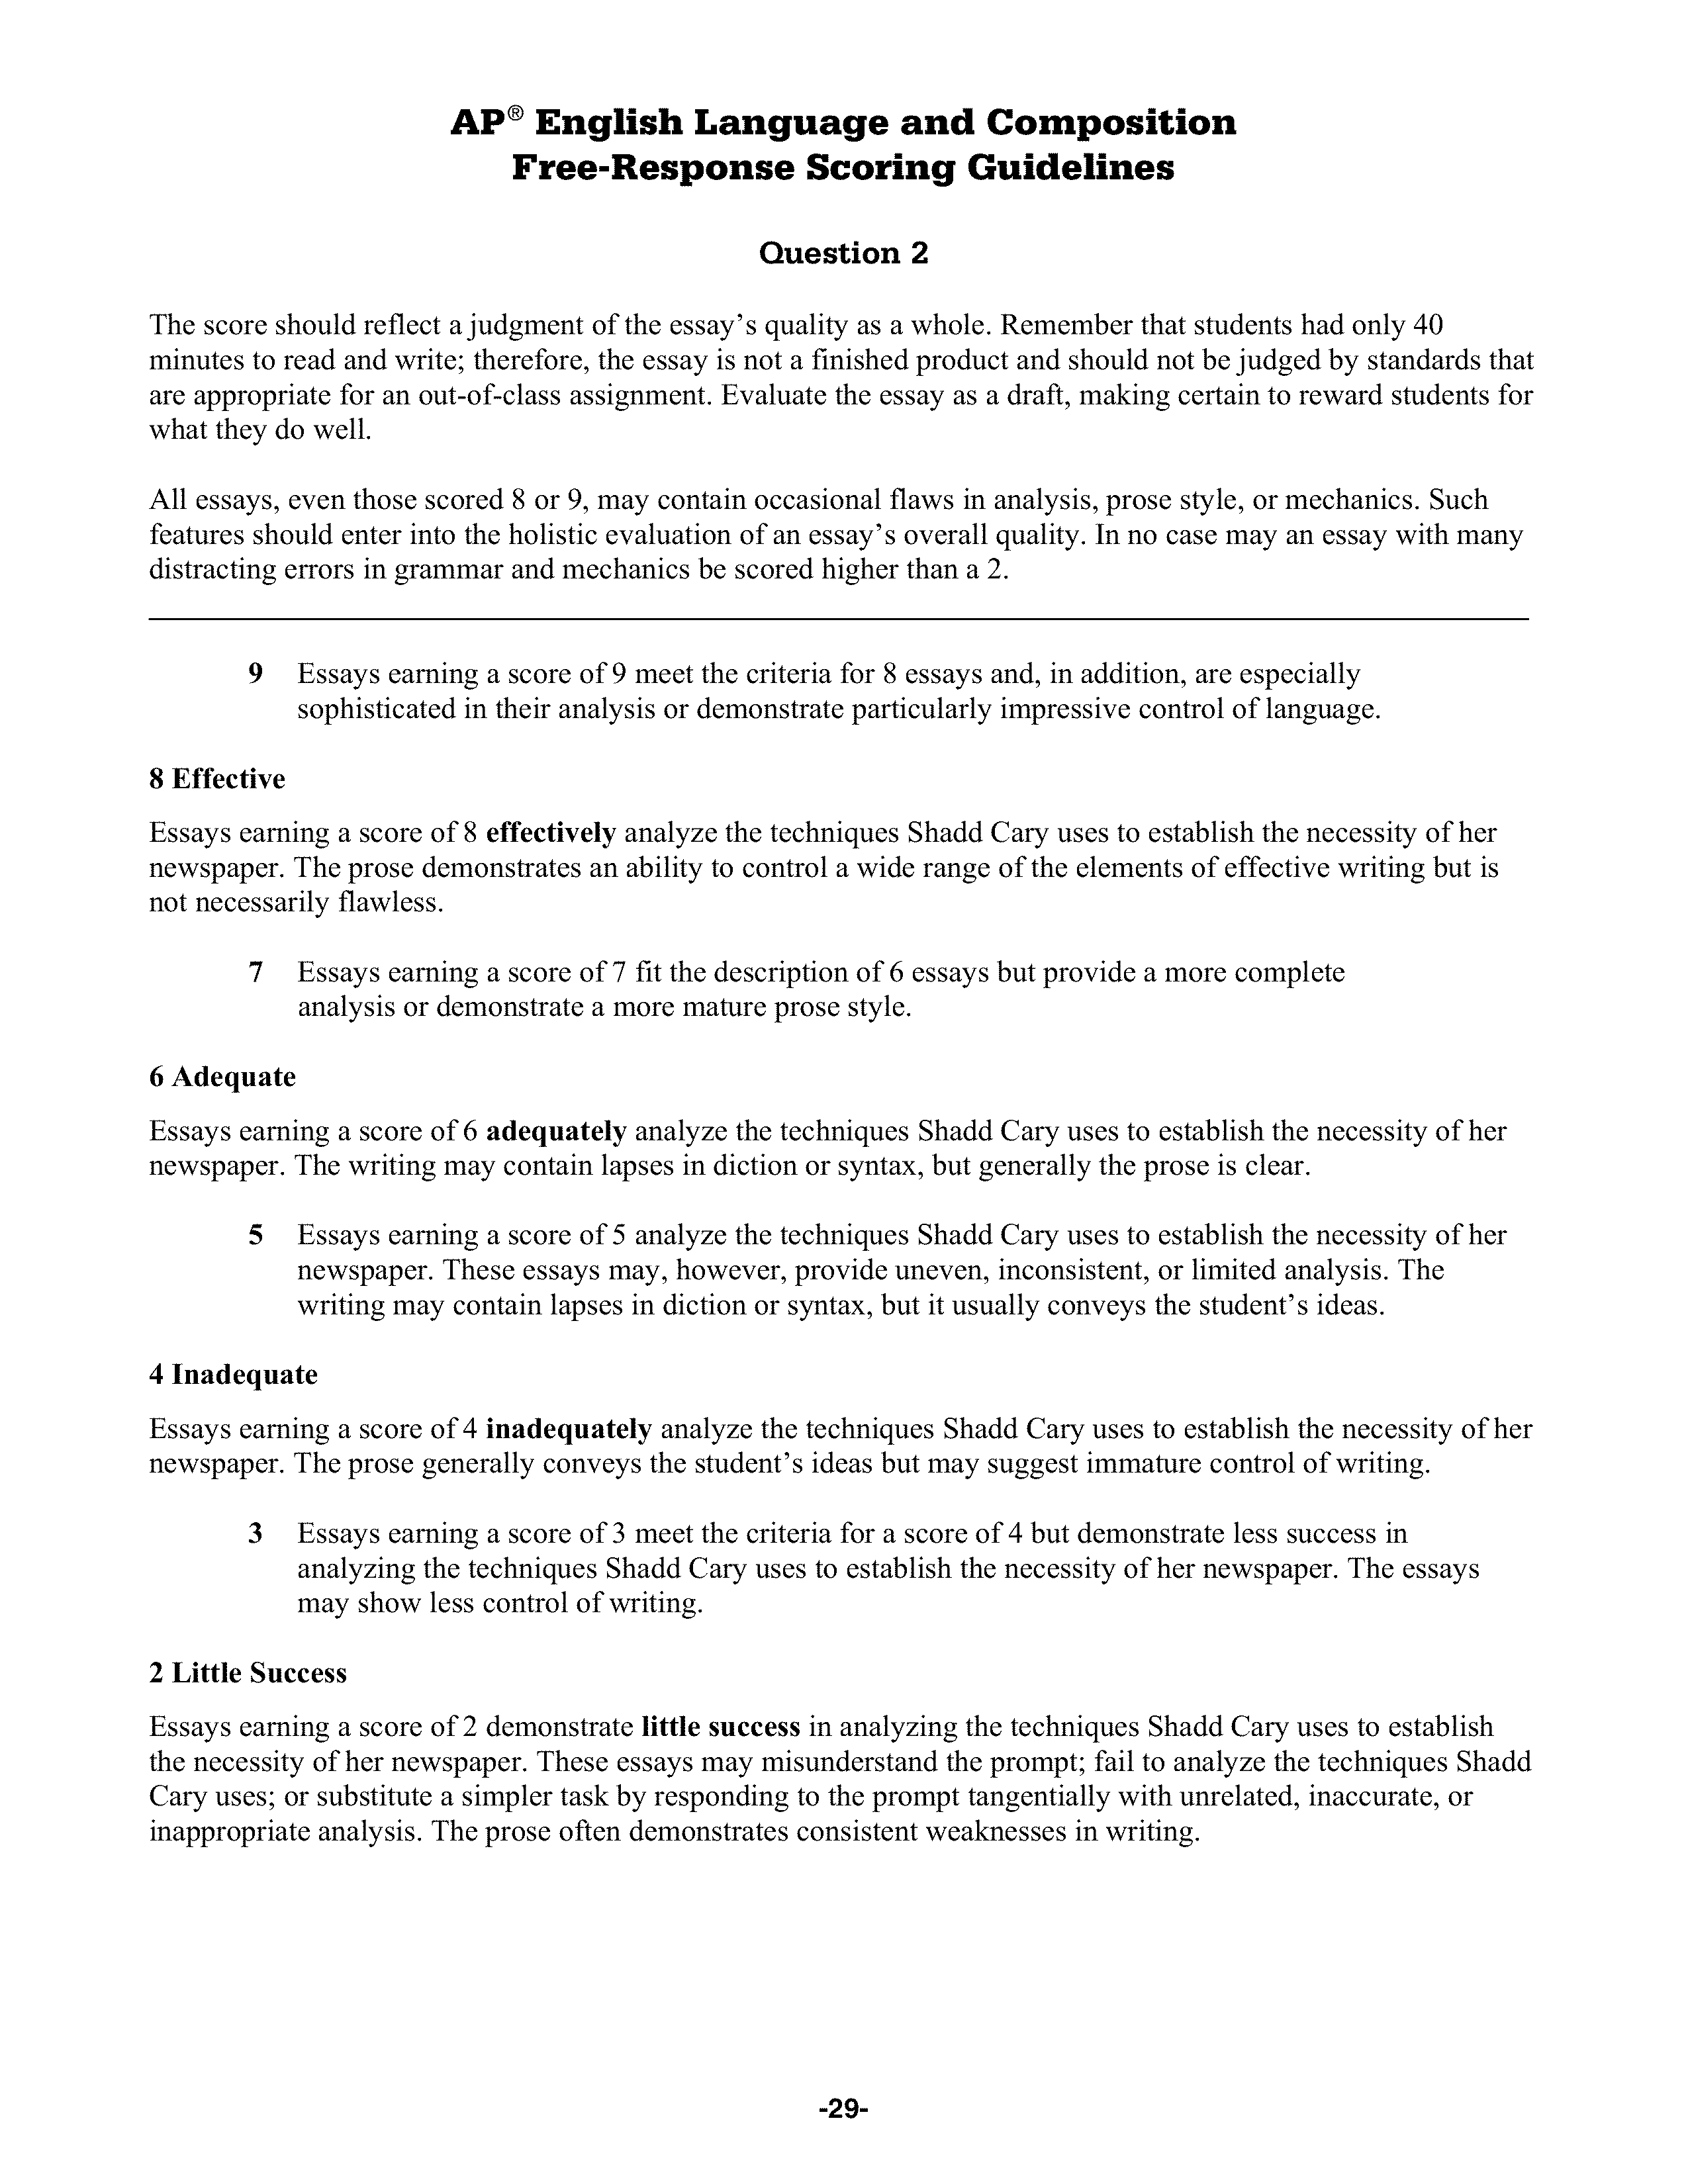 AP® English Language and Composition
Free-Response Scoring Guidelines
Question 2
The score should reflect a judgment of the essay’s quality as a whole. Remember that students had only 40
minutes to read and write; therefore, the essay is not a finished product and should not be judged by standards that
are appropriate for an out-of-class assignment. Evaluate the essay as a draft, making certain to reward students for
what they do well.
All essays, even those scored 8 or 9, may contain occasional flaws in analysis, prose style, or mechanics. Such
features should enter into the holistic evaluation of an essay’s overall quality. In no case may an essay with many
distracting errors in grammar and mechanics be scored higher than a 2.
9 Essays earning a score of 9 meet the criteria for 8 essays and, in addition, are especially
sophisticated in their analysis or demonstrate particularly impressive control of language.
8 Effective
Essays earning a score of 8 effectively analyze the techniques Shadd Cary uses to establish the necessity of her
newspaper. The prose demonstrates an ability to control a wide range of the elements of effective writing but is
not necessarily flawless.
7 Essays earning a score of 7 fit the description of 6 essays but provide a more complete
analysis or demonstrate a more mature prose style.
6 Adequate
Essays earning a score of 6 adequately analyze the techniques Shadd Cary uses to establish the necessity of her
newspaper. The writing may contain lapses in diction or syntax, but generally the prose is clear.
5 Essays earning a score of 5 analyze the techniques Shadd Cary uses to establish the necessity of her
newspaper. These essays may, however, provide uneven, inconsistent, or limited analysis. The
writing may contain lapses in diction or syntax, but it usually conveys the student’s ideas.
4 Inadequate
Essays earning a score of 4 inadequately analyze the techniques Shadd Cary uses to establish the necessity of her
newspaper. The prose generally conveys the student’s ideas but may suggest immature control of writing.
3 Essays earning a score of 3 meet the criteria for a score of 4 but demonstrate less success in
analyzing the techniques Shadd Cary uses to establish the necessity of her newspaper. The essays
may show less control of writing.
2 Little Success
Essays earning a score of 2 demonstrate little success in analyzing the techniques Shadd Cary uses to establish
the necessity of her newspaper. These essays may misunderstand the prompt; fail to analyze the techniques Shadd
Cary uses; or substitute a simpler task by responding to the prompt tangentially with unrelated, inaccurate, or
inappropriate analysis. The prose often demonstrates consistent weaknesses in writing.
-29-